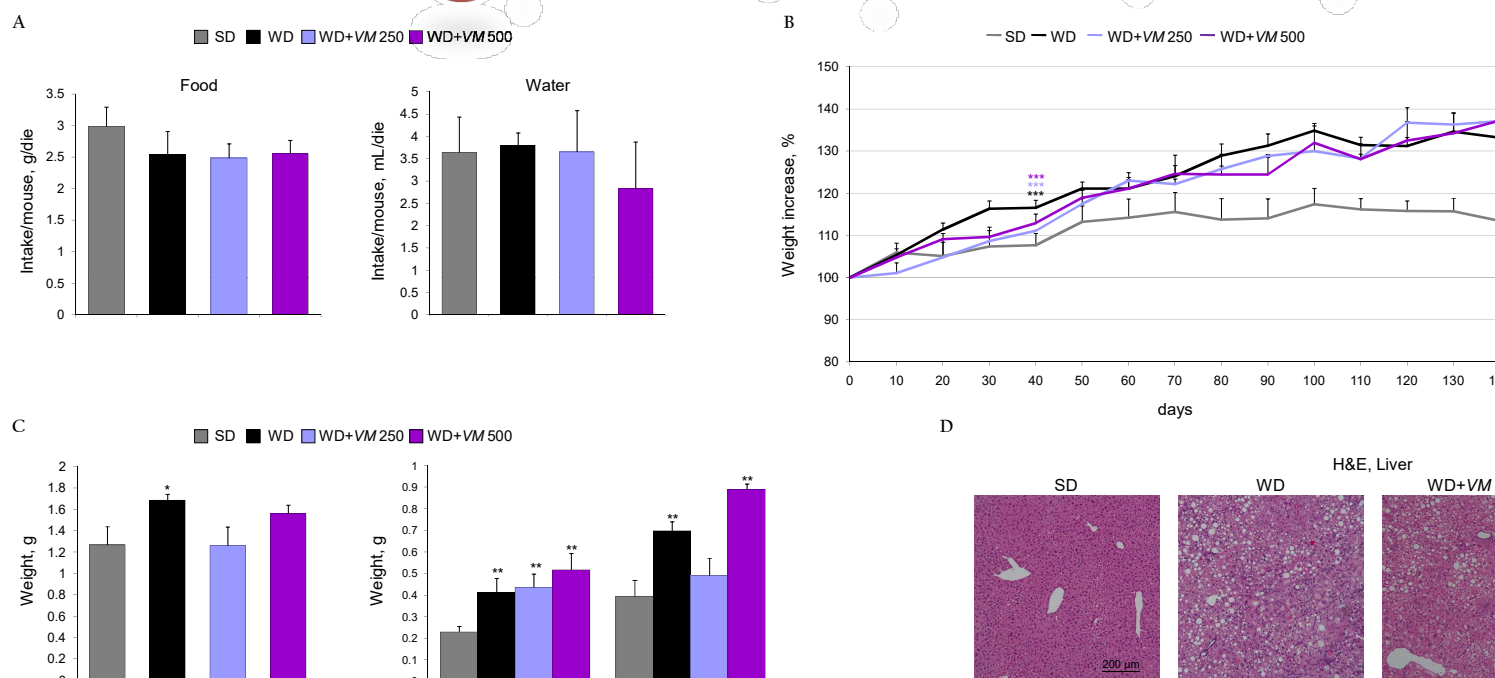 A
SD WD WD+VM 250 WD+VM 500
Food
Intake/mouse, g/die
3.5
3
2.5
2
1.5
1
0.5
0
Water
Intake/mouse, mL/die
5
4.5
4
3.5
3
2.5
2
1.5
1
0.5
0
B
SD WD WD+VM 250 WD+VM 500
Weight increase, %
150
140
130
120
110
100
90
80
***
***
***
0 10 20 30 40 50 60 70 80 90 100 110 120 130
days
C
SD WD WD+VM 250 WD+VM 500
Weight, g
2
1.8
1.6
1.4
1.2
1
0.8
0.6
0.4
0.2
*
Weight, g
1
0.9
0.8
0.7
0.6
0.5
0.4
0.3
0.2
0.1
** ** ** ** **
D
H&E, Liver
SD WD WD+VM
200 µm